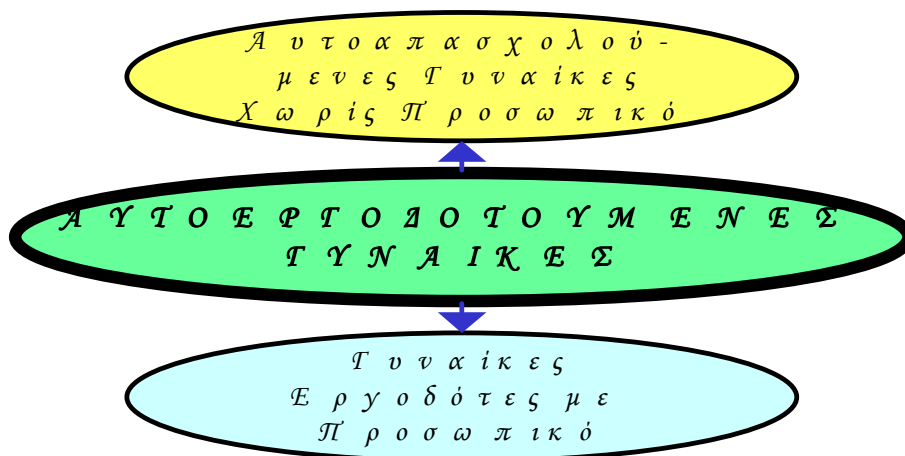 Αυτοαπασχολού-
μενες Γυναίκες
Χωρίς Προσωπικό
ΑΥΤΟΕΡΓΟΔΟΤΟΥΜΕΝΕΣ
ΓΥΝΑΙΚΕΣ
Γυναίκες
Εργοδότες με
Προσωπικό